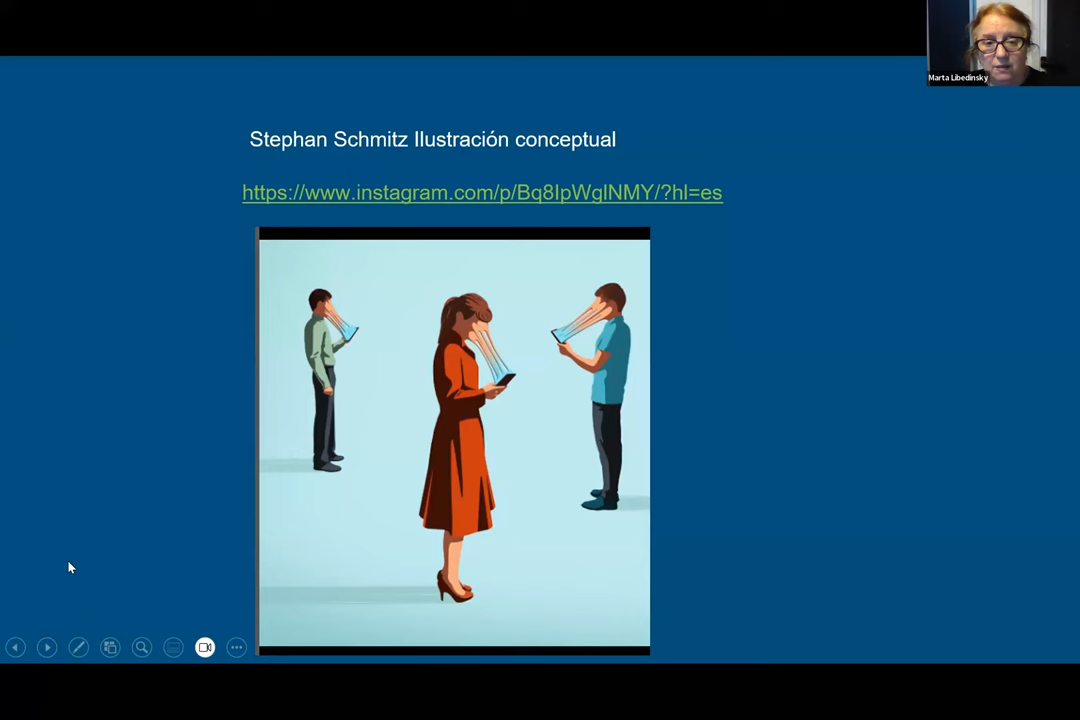 Marta Libedinsky
Stephan Schmitz Ilustración conceptual
https://www.instagram.com/p/Bq8IpWglNMY/?hl=es